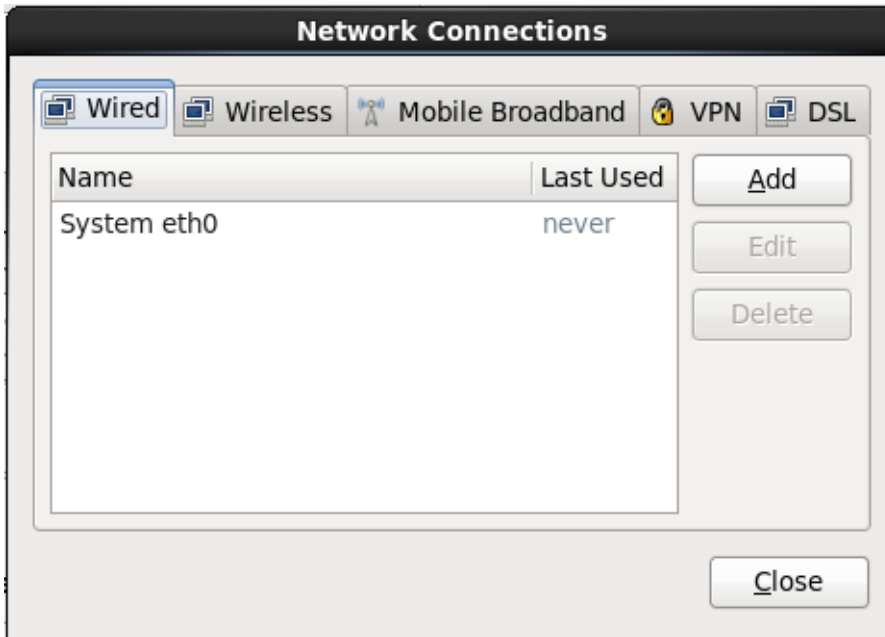 Network Connections
Wired Wireless Mobile Broadband VPN DSL
Name Last Used Add
System eth0 never
Edit
Delete
Close